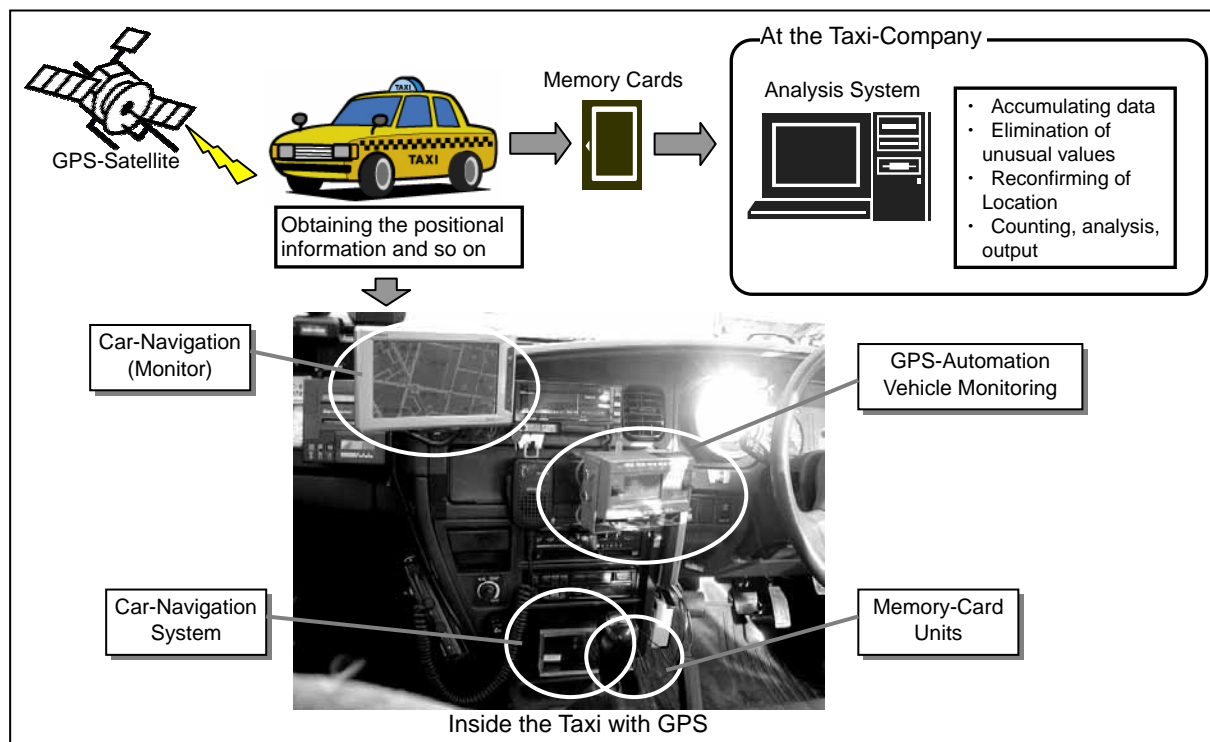 At the Taxi-Company
Memory Cards
Analysis System
GPS-Satellite
TAXI
TAXI
・ Accumulating data
・ Elimination of
unusual values
・ Reconfirming of
Location
・ Counting, analysis,
output
Obtaining the positional
information and so on
Car-Navigation
(Monitor)
GPS-Automation
Vehicle Monitoring
Car-Navigation
System
Memory-Card
Units
Inside the Taxi with GPS